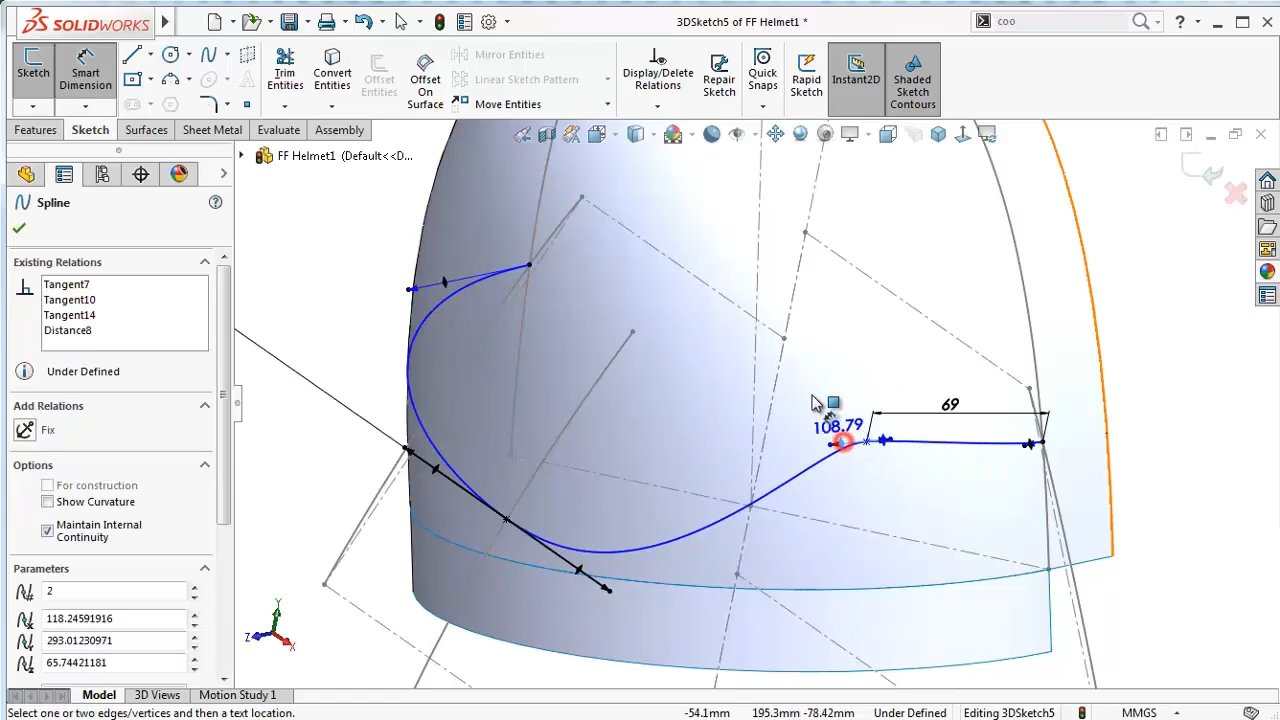 SOLIDWORKS
3DSketch5 of FF Helmet1 *
coo
?
Sketch
Smart Dimension
Trim Entities
Convert Entities
Offset Entities
Offset On Surface
Mirror Entities
Linear Sketch Pattern
Move Entities
Display/Delete Relations
Repair Sketch
Quick Snaps
Rapid Sketch
Instant2D
Shaded Sketch Contours
Features
Sketch
Surfaces
Sheet Metal
Evaluate
Assembly
FF Helmet1 (Default<<D...
Spline
Existing Relations
Tangent7
Tangent10
Tangent14
Distance8
Under Defined
Add Relations
Fix
Options
For construction
Show Curvature
Maintain Internal
Continuity
Parameters
2
118.24591916
293.01230971
65.74421181
69
108.79
Y
Z
X
Model
3D Views
Motion Study 1
Select one or two edges/vertices and then a text location.
-54.1mm
195.3mm -78.42mm
Under Defined
Editing 3DSketch5
MMGS